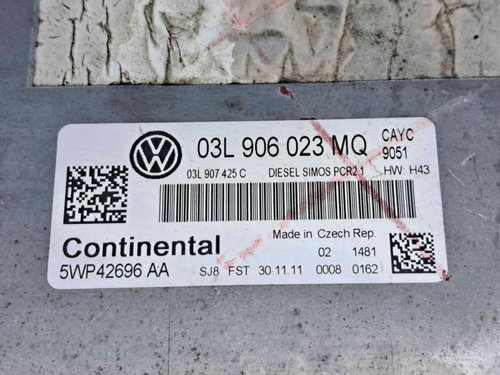 03L 906 023 MQ CAYC
9051
03L 907 425 C DIESEL SIMOS PCR2.1 HW: H43
Continental Made in Czech Rep.
02 1481
5WP42696 AA SJ8 FST 30.11.11 0008 0162